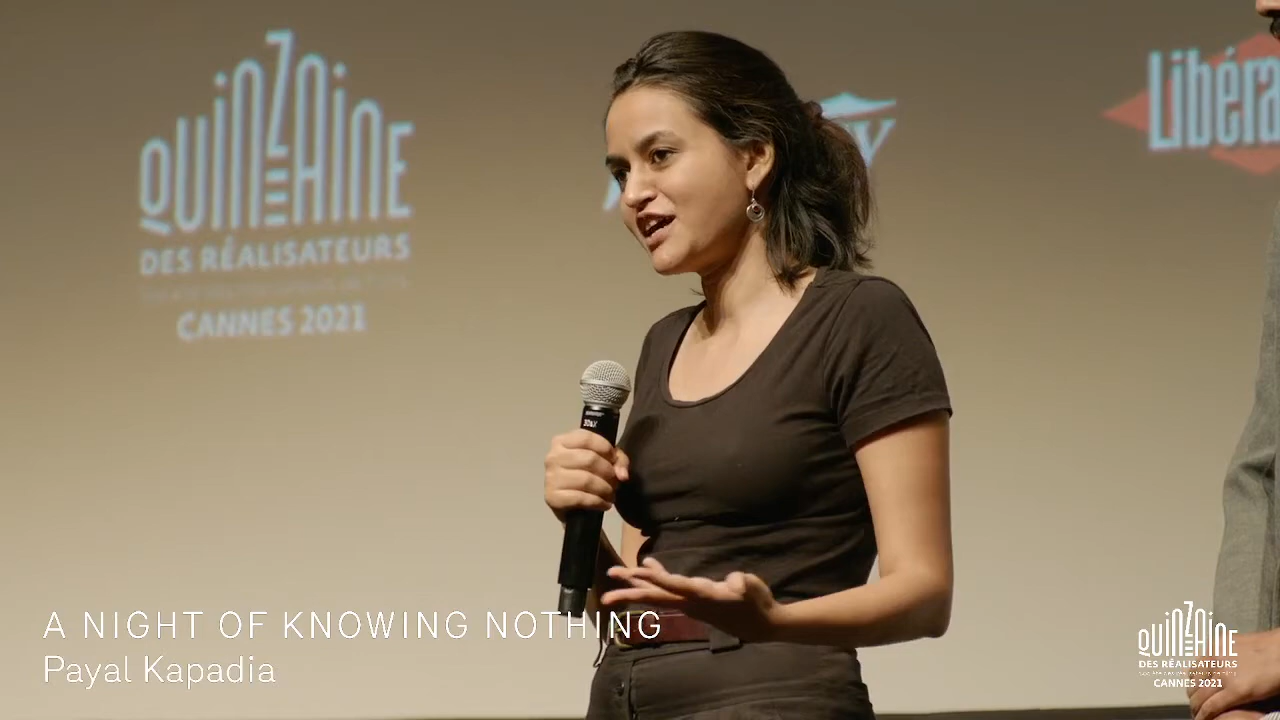 QUINZAINE
DES RÉALISATEURS
CANNES 2021
Libéra
A NIGHT OF KNOWING NOTHING
Payal Kapadia
QUINZAINE
DES RÉALISATEURS
CANNES 2021